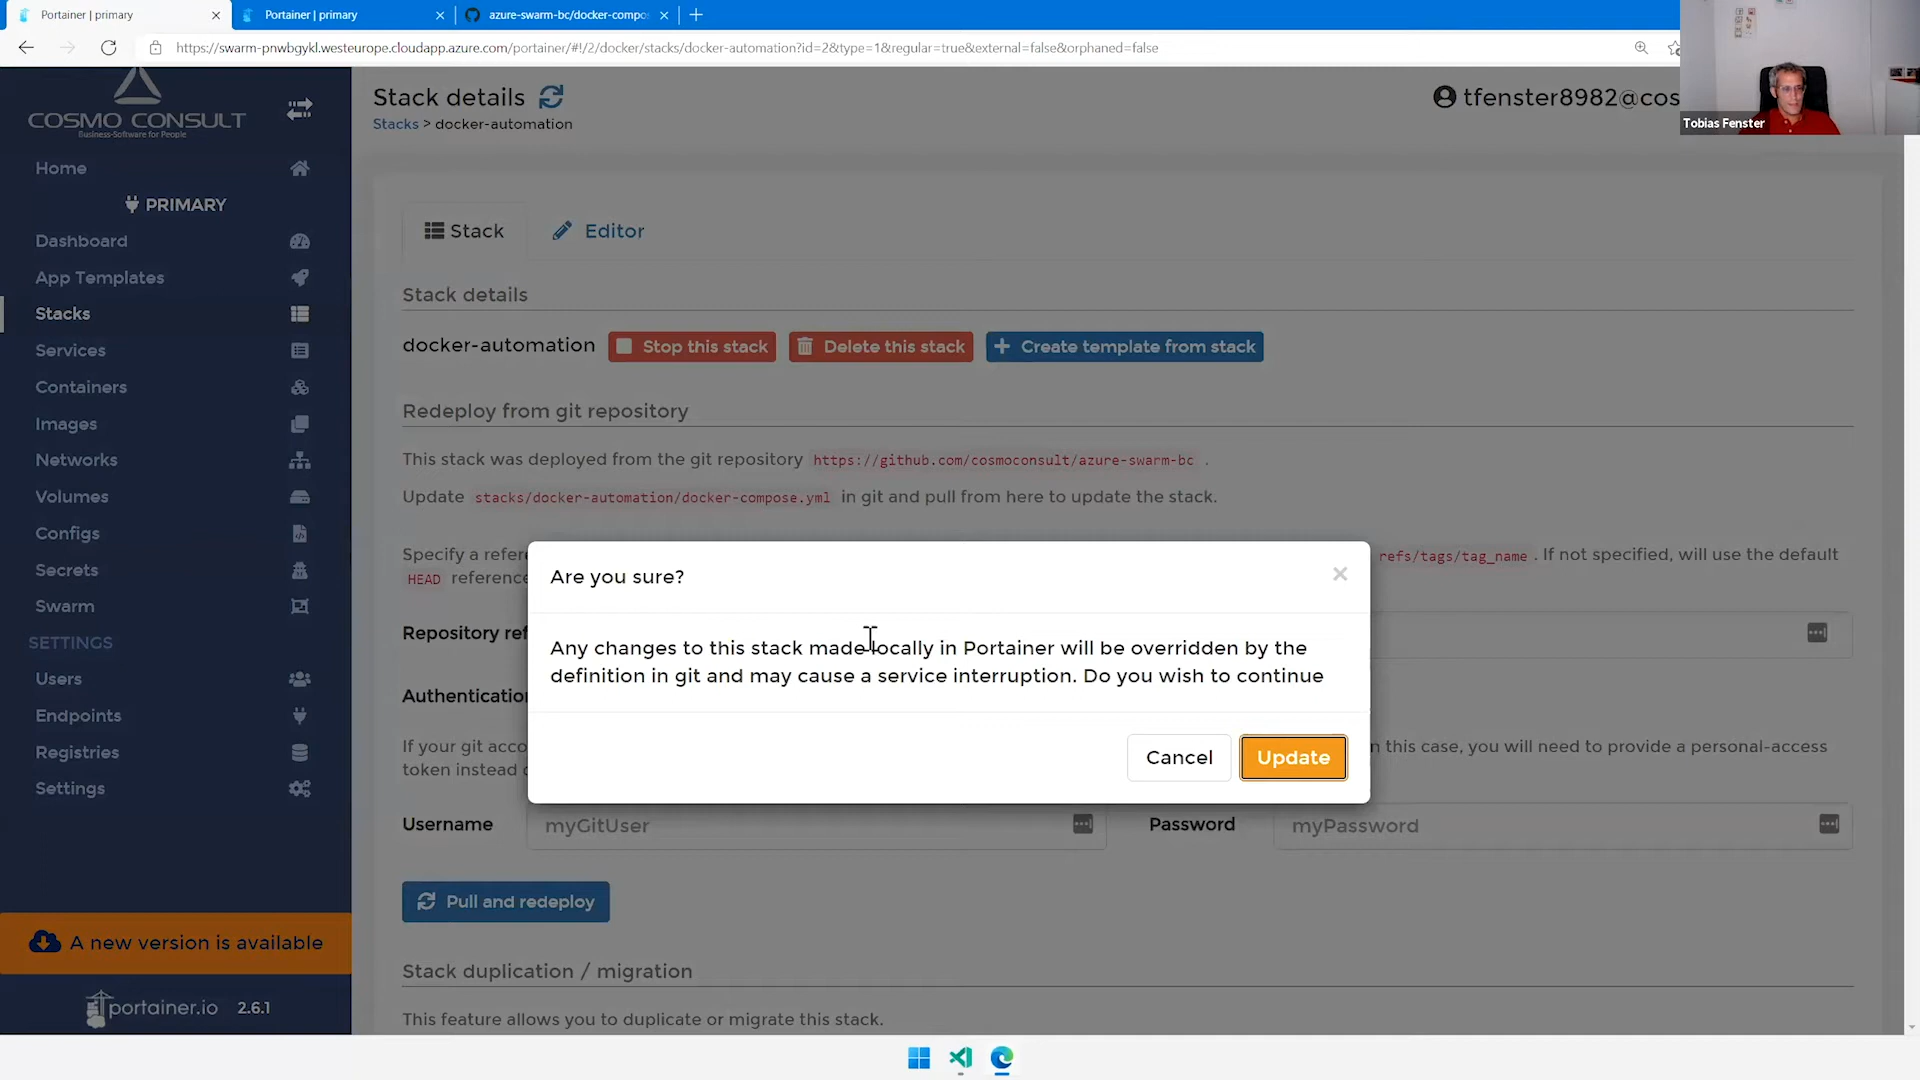 Portainer | primary
Portainer | primary
azure-swarm-bc/docker-compo
https://swarm-pnwbgykl.westeurope.cloudapp.azure.com/portainer/#!/2/docker/stacks/docker-automation?id=2&type=1&regular=true&external=false&orphaned=false
Tobias Fenster
COSMO CONSULT
Business-Software for People
Home
PRIMARY
Dashboard
App Templates
Stacks
Services
Containers
Images
Networks
Volumes
Configs
Secrets
Swarm
SETTINGS
Users
Endpoints
Registries
Settings
A new version is available
portainer.io 2.6.1
Stack details
Stacks > docker-automation
tfenster8982@cos
Stack
Editor
Stack details
docker-automation
Stop this stack
Delete this stack
Create template from stack
Redeploy from git repository
This stack was deployed from the git repository https://github.com/cosmoconsult/azure-swarm-bc .
Update stacks/docker-automation/docker-compose.yml in git and pull from here to update the stack.
Specify a refere
refs/tags/tag_name . If not specified, will use the default
HEAD reference
Repository ref
Authentication
If your git acco
n this case, you will need to provide a personal-access
token instead
Are you sure?
Any changes to this stack made locally in Portainer will be overridden by the
definition in git and may cause a service interruption. Do you wish to continue
Cancel
Update
Username
myGitUser
Password
myPassword
Pull and redeploy
Stack duplication / migration
This feature allows you to duplicate or migrate this stack.